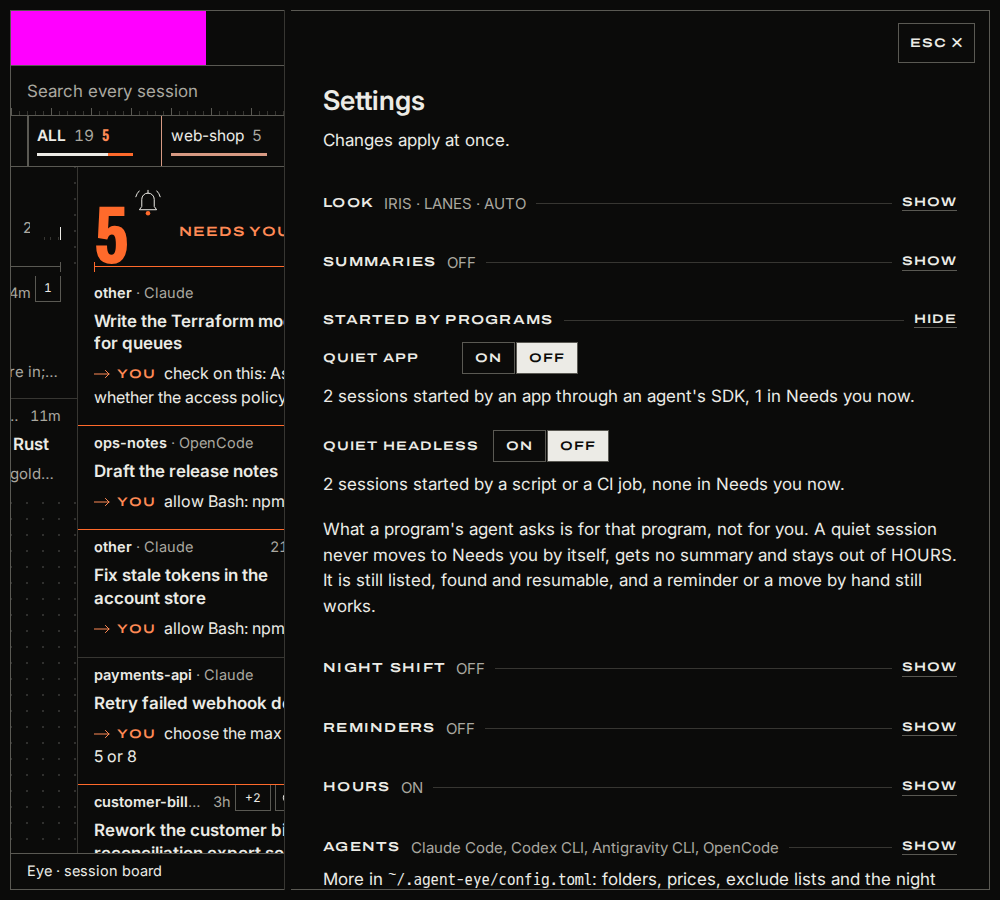 Search every session
ALL 19 5
web-shop 5
2
4m 1
re in;...
.. 11m
Rust
gold...
5
NEEDS YOU
other · Claude
Write the Terraform mo
for queues
→ YOU check on this: As
whether the access policy
ops-notes · OpenCode
Draft the release notes
→ YOU allow Bash: npm
other · Claude 21
Fix stale tokens in the
account store
→ YOU allow Bash: npm
payments-api · Claude
Retry failed webhook de
→ YOU choose the max
5 or 8
customer-bill... 3h +2
Rework the customer bi
reconciliation export sc
Eye · session board
ESC ✕
Settings
Changes apply at once.
LOOK IRIS · LANES · AUTO SHOW
SUMMARIES OFF SHOW
STARTED BY PROGRAMS HIDE
QUIET APP ON OFF
2 sessions started by an app through an agent's SDK, 1 in Needs you now.
QUIET HEADLESS ON OFF
2 sessions started by a script or a CI job, none in Needs you now.
What a program's agent asks is for that program, not for you. A quiet session
never moves to Needs you by itself, gets no summary and stays out of HOURS.
It is still listed, found and resumable, and a reminder or a move by hand still
works.
NIGHT SHIFT OFF SHOW
REMINDERS OFF SHOW
HOURS ON SHOW
AGENTS Claude Code, Codex CLI, Antigravity CLI, OpenCode SHOW
More in ~/.agent-eye/config.toml: folders, prices, exclude lists and the night